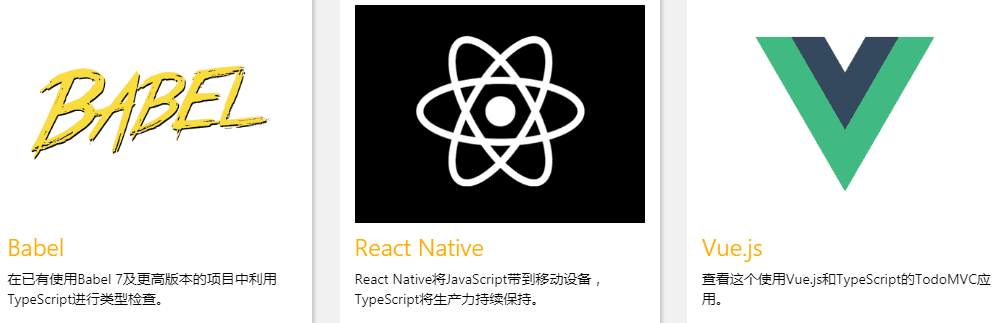 BABEL
Babel
在已有使用Babel 7及更高版本的项目中利用
TypeScript进行类型检查。
React Native
React Native将JavaScript带到移动设备，
TypeScript将生产力持续保持。
Vue.js
查看这个使用Vue.js和TypeScript的TodoMVC应
用。